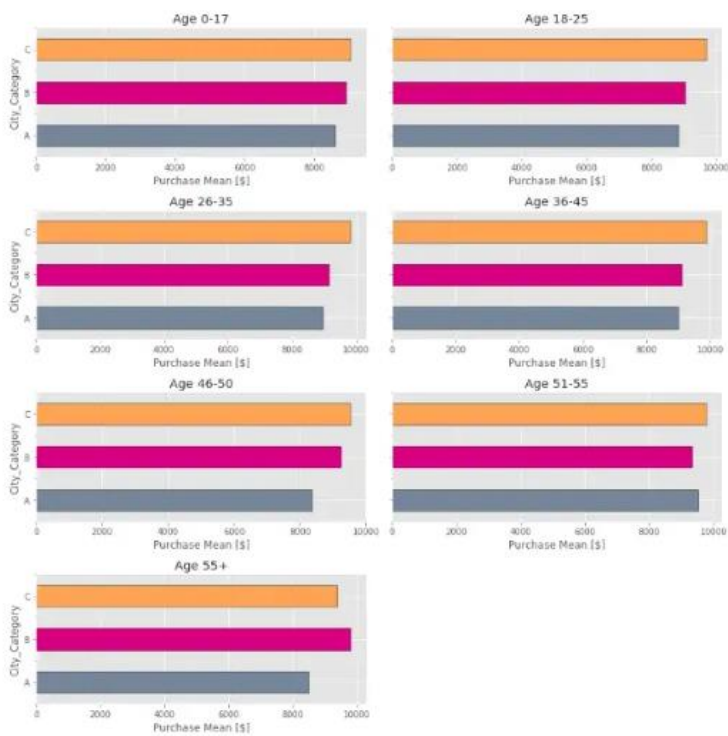 Age 0-17
City_Category
C
B
A
0 2000 4000 6000 8000
Purchase Mean [$]
Age 18-25
0 2000 4000 6000 8000 10000
Purchase Mean [$]
Age 26-35
City_Category
C
B
A
0 2000 4000 6000 8000 10000
Purchase Mean [$]
Age 36-45
0 2000 4000 6000 8000 10000
Purchase Mean [$]
Age 46-50
City_Category
C
B
A
0 2000 4000 6000 8000 10000
Purchase Mean [$]
Age 51-55
0 2000 4000 6000 8000 10000
Purchase Mean [$]
Age 55+
City_Category
C
B
A
0 2000 4000 6000 8000 10000
Purchase Mean [$]